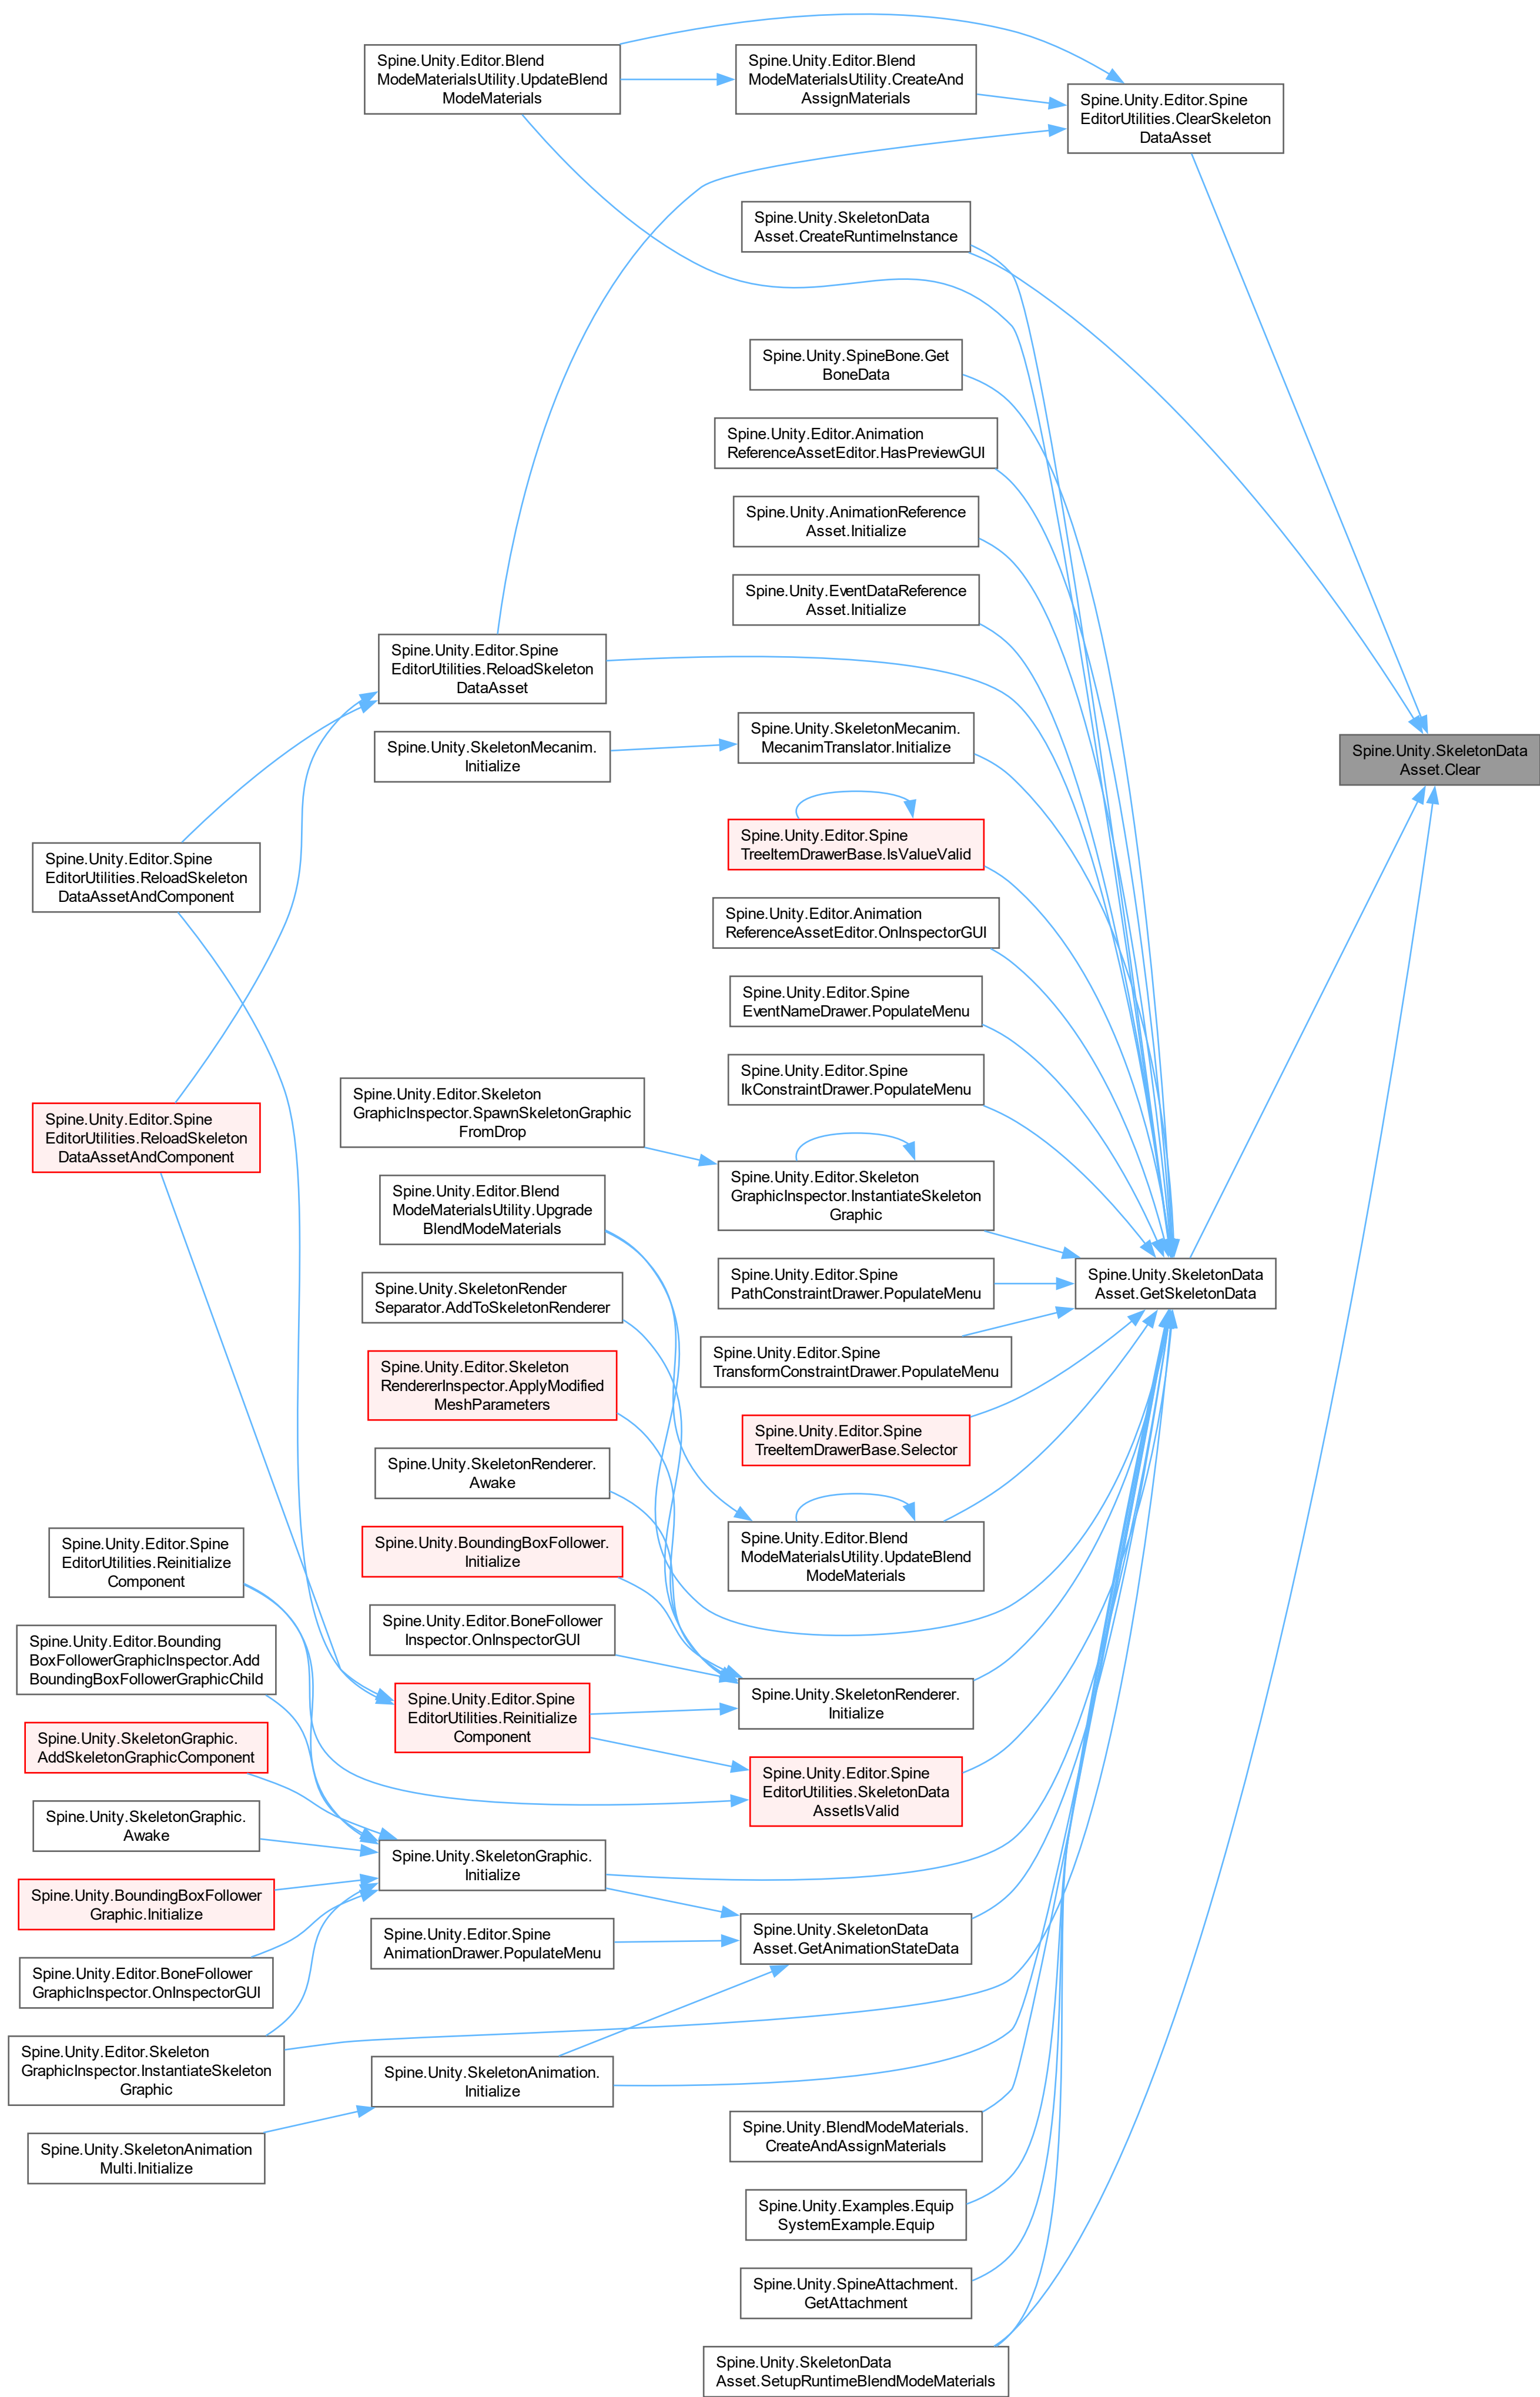 Spine.Unity.Editor.Blend
ModeMaterialsUtility.UpdateBlend
ModeMaterials
Spine.Unity.Editor.Blend
ModeMaterialsUtility.CreateAnd
AssignMaterials
Spine.Unity.Editor.Spine
EditorUtilities.ClearSkeleton
DataAsset
Spine.Unity.SkeletonData
Asset.CreateRuntimeInstance
Spine.Unity.SpineBone.Get
BoneData
Spine.Unity.Editor.Animation
ReferenceAssetEditor.HasPreviewGUI
Spine.Unity.AnimationReference
Asset.Initialize
Spine.Unity.EventDataReference
Asset.Initialize
Spine.Unity.Editor.Spine
EditorUtilities.ReloadSkeleton
DataAsset
Spine.Unity.SkeletonMecanim.
Initialize
Spine.Unity.SkeletonMecanim.
MecanimTranslator.Initialize
Spine.Unity.SkeletonData
Asset.Clear
Spine.Unity.Editor.Spine
TreeItemDrawerBase.IsValueValid
Spine.Unity.Editor.Spine
EditorUtilities.ReloadSkeleton
DataAssetAndComponent
Spine.Unity.Editor.Animation
ReferenceAssetEditor.OnInspectorGUI
Spine.Unity.Editor.Spine
EventNameDrawer.PopulateMenu
Spine.Unity.Editor.Spine
IkConstraintDrawer.PopulateMenu
Spine.Unity.Editor.Skeleton
GraphicInspector.SpawnSkeletonGraphic
FromDrop
Spine.Unity.Editor.Spine
EditorUtilities.ReloadSkeleton
DataAssetAndComponent
Spine.Unity.Editor.Skeleton
GraphicInspector.InstantiateSkeleton
Graphic
Spine.Unity.Editor.Blend
ModeMaterialsUtility.Upgrade
BlendModeMaterials
Spine.Unity.Editor.Spine
PathConstraintDrawer.PopulateMenu
Spine.Unity.SkeletonData
Asset.GetSkeletonData
Spine.Unity.SkeletonRender
Separator.AddToSkeletonRenderer
Spine.Unity.Editor.Spine
TransformConstraintDrawer.PopulateMenu
Spine.Unity.Editor.Skeleton
RendererInspector.ApplyModified
MeshParameters
Spine.Unity.Editor.Spine
TreeItemDrawerBase.Selector
Spine.Unity.SkeletonRenderer.
Awake
Spine.Unity.Editor.Blend
ModeMaterialsUtility.UpdateBlend
ModeMaterials
Spine.Unity.BoundingBoxFollower.
Initialize
Spine.Unity.Editor.Spine
EditorUtilities.Reinitialize
Component
Spine.Unity.Editor.BoneFollower
Inspector.OnInspectorGUI
Spine.Unity.Editor.Bounding
BoxFollowerGraphicInspector.Add
BoundingBoxFollowerGraphicChild
Spine.Unity.SkeletonRenderer.
Initialize
Spine.Unity.Editor.Spine
EditorUtilities.Reinitialize
Component
Spine.Unity.SkeletonGraphic.
AddSkeletonGraphicComponent
Spine.Unity.Editor.Spine
EditorUtilities.SkeletonData
AssetIsValid
Spine.Unity.SkeletonGraphic.
Awake
Spine.Unity.SkeletonGraphic.
Initialize
Spine.Unity.BoundingBoxFollower
Graphic.Initialize
Spine.Unity.Editor.Spine
AnimationDrawer.PopulateMenu
Spine.Unity.SkeletonData
Asset.GetAnimationStateData
Spine.Unity.Editor.BoneFollower
GraphicInspector.OnInspectorGUI
Spine.Unity.Editor.Skeleton
GraphicInspector.InstantiateSkeleton
Graphic
Spine.Unity.SkeletonAnimation.
Initialize
Spine.Unity.BlendModeMaterials.
CreateAndAssignMaterials
Spine.Unity.SkeletonAnimation
Multi.Initialize
Spine.Unity.Examples.Equip
SystemExample.Equip
Spine.Unity.SpineAttachment.
GetAttachment
Spine.Unity.SkeletonData
Asset.SetupRuntimeBlendModeMaterials